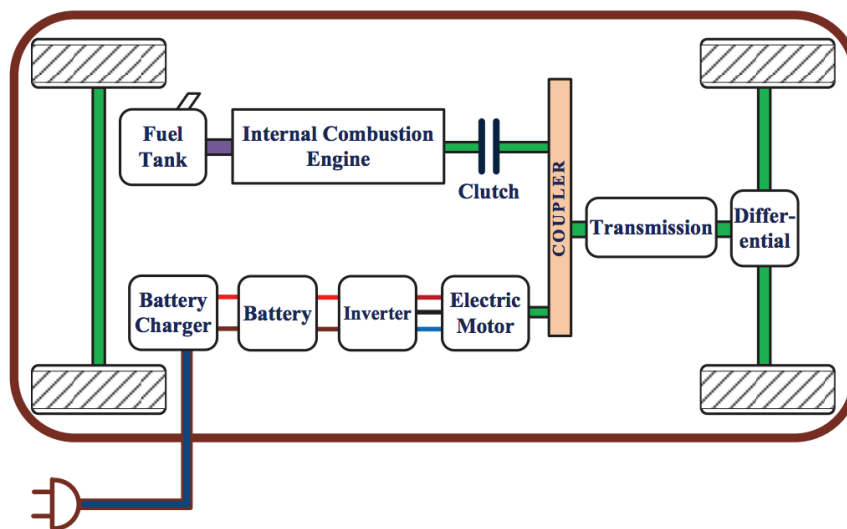 Fuel
Tank
Internal Combustion
Engine
Clutch
COUPLER
Transmission
Differ-
ential
Battery
Charger
Battery
Inverter
Electric
Motor